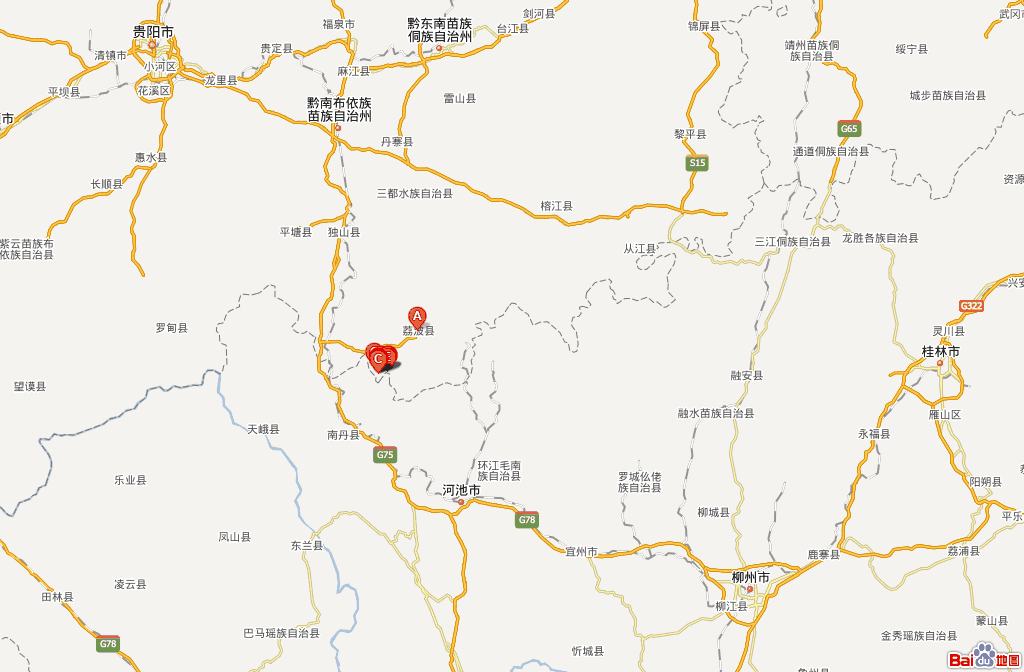 剑河县
武冈市
福泉市
黔东南苗族
侗族自治州
台江县
锦屏县
贵阳市
贵定县
靖州苗族侗
族自治县
绥宁县
清镇市
小河区
麻江县
龙里县
平坝县
花溪区
雷山县
城步苗族自治县
黔南布依族
苗族自治州
市
G65
黎平县
丹寨县
通道侗族自治县
惠水县
S15
长顺县
三都水族自治县
资源
榕江县
平塘县
独山县
紫云苗族布
依族自治县
从江县
三江侗族自治县
龙胜各族自治县
兴安
G322
A
荔波县
罗甸县
灵川县
桂林市
C
望谟县
融安县
融水苗族自治县
雁山区
天峨县
南丹县
永福县
G75
环江毛南
族自治县
罗城仫佬
族自治县
乐业县
阳朔县
河池市
柳城县
G78
平乐
凤山县
东兰县
宜州市
鹿寨县
荔浦县
柳州市
凌云县
田林县
柳江县
蒙山县
巴马瑶族自治县
金秀瑶族自治县
G78
忻城县
Bai du 地图